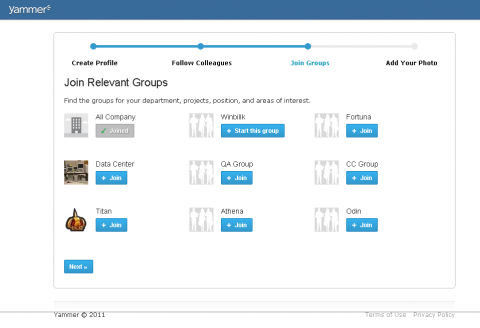 yammer
Create Profile Follow Colleagues Join Groups Add Your Photo
Join Relevant Groups
Find the groups for your department, projects, position, and areas of interest.
All Company Winbilik Fortuna
Joined + Start this group + Join
Data Center QA Group CC Group
+ Join + Join + Join
Titan Athena Odin
+ Join + Join + Join
Next »
Yammer © 2011 Terms of Use Privacy Policy